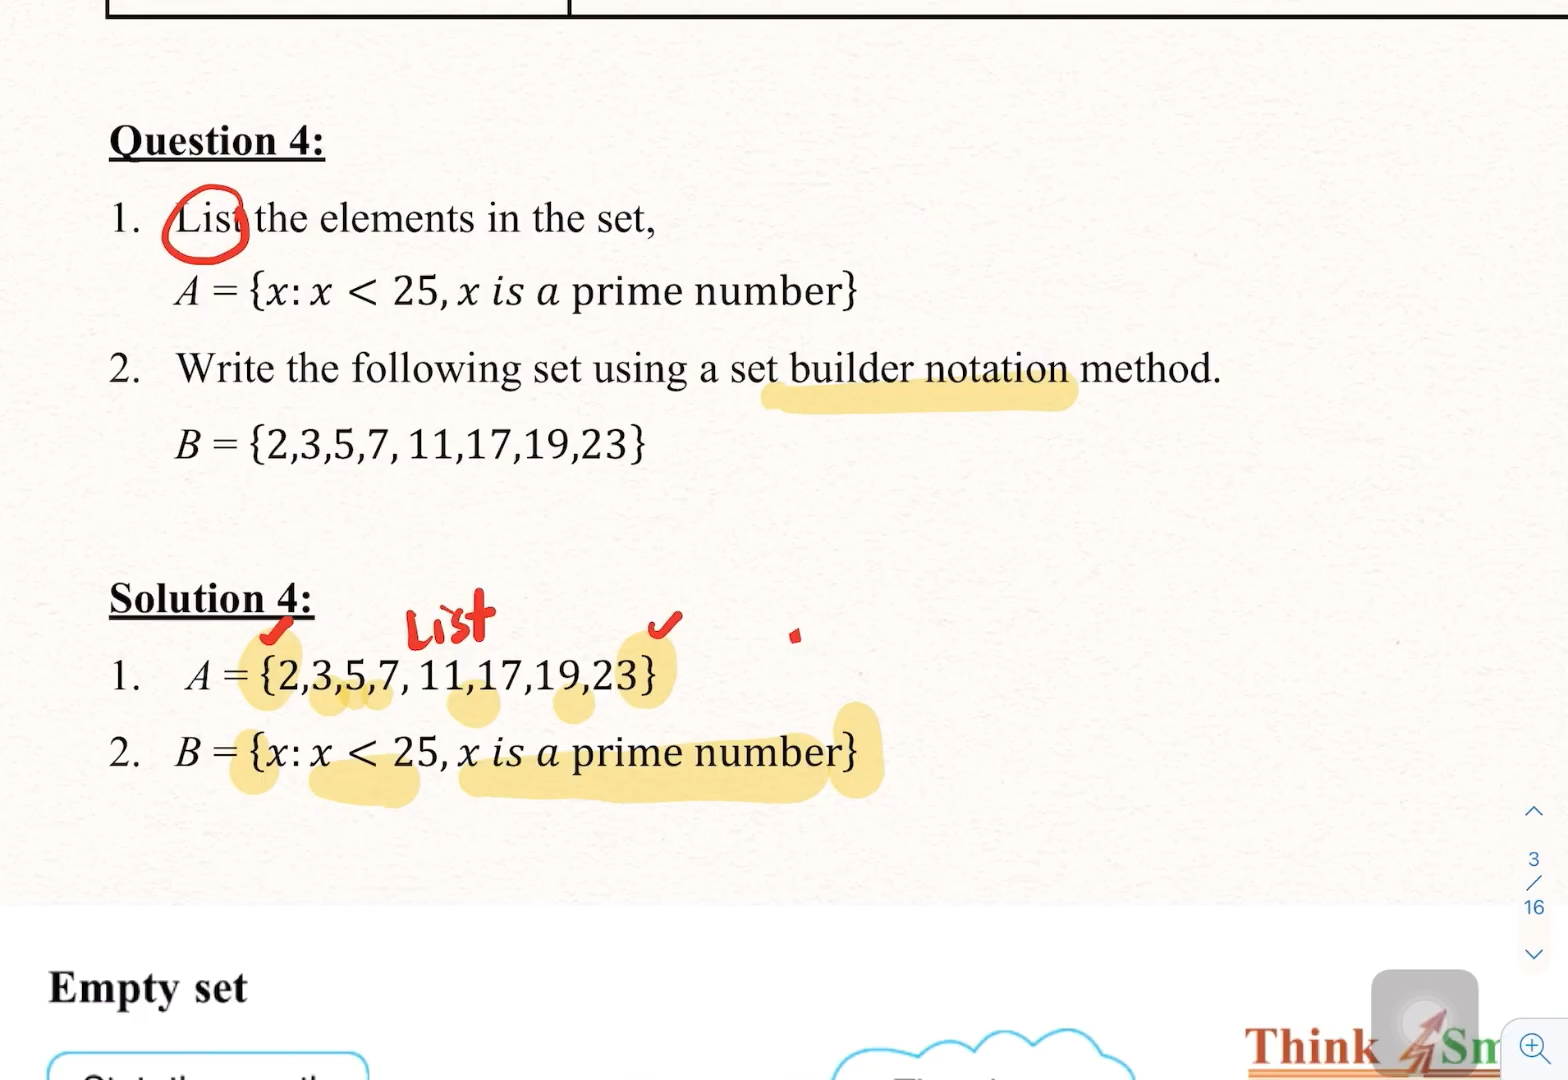 Question 4:
1. List the elements in the set,
A = {x: x < 25, x is a prime number}
2. Write the following set using a set builder notation method.
B = {2,3,5,7, 11,17,19,23}
Solution 4:
List
1. A = {2,3,5,7, 11,17,19,23}
2. B = {x: x < 25, x is a prime number}
3
/
16
Empty set
Think Sm